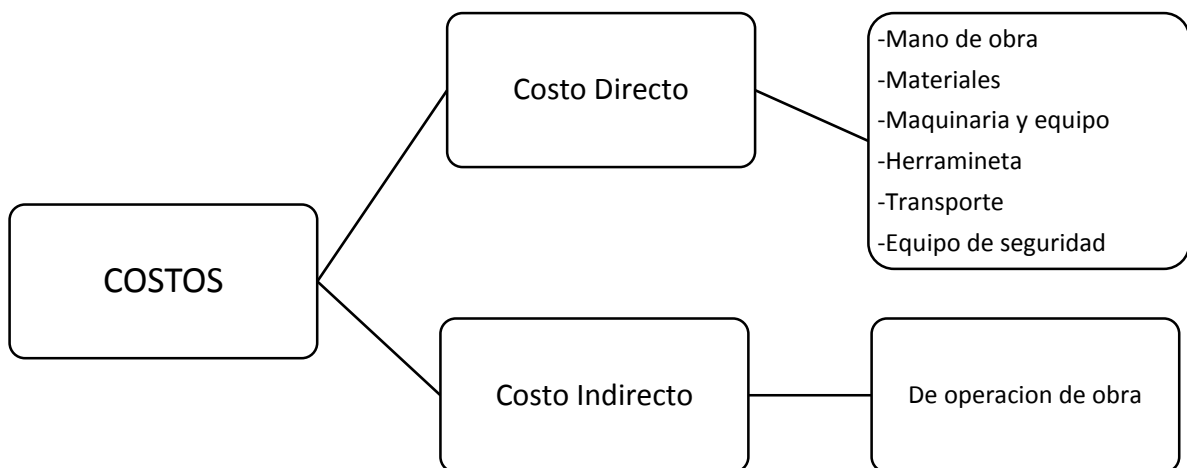 COSTOS
Costo Directo
-Mano de obra
-Materiales
-Maquinaria y equipo
-Herramineta
-Transporte
-Equipo de seguridad
Costo Indirecto
De operacion de obra